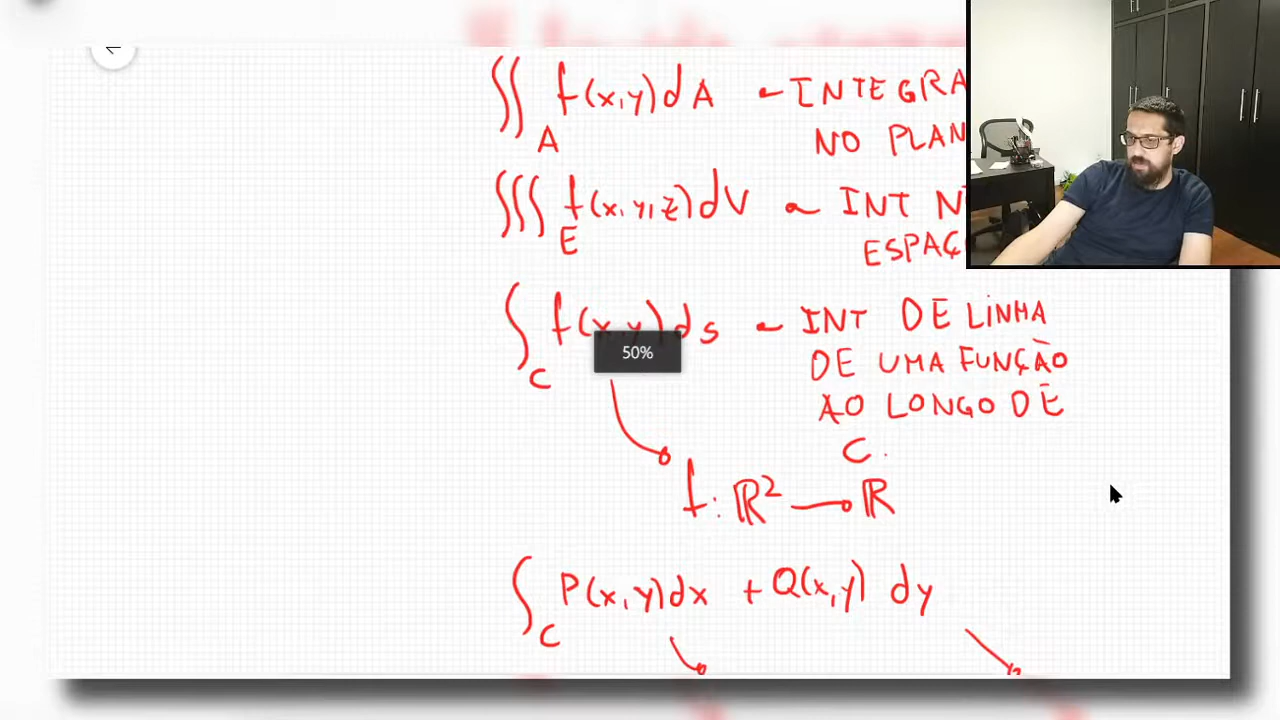 ∬_A f(x,y)dA - INTEGRA
NO PLAN
∭_E f(x,y,z)dV - INT N
ESPAÇ
∫_C f(x,y)ds - INT DE LINHA
50%
DE UMA FUNÇÃO
AO LONGO DE
C.
f: ℝ² → ℝ
∫_C P(x,y)dx + Q(x,y) dy